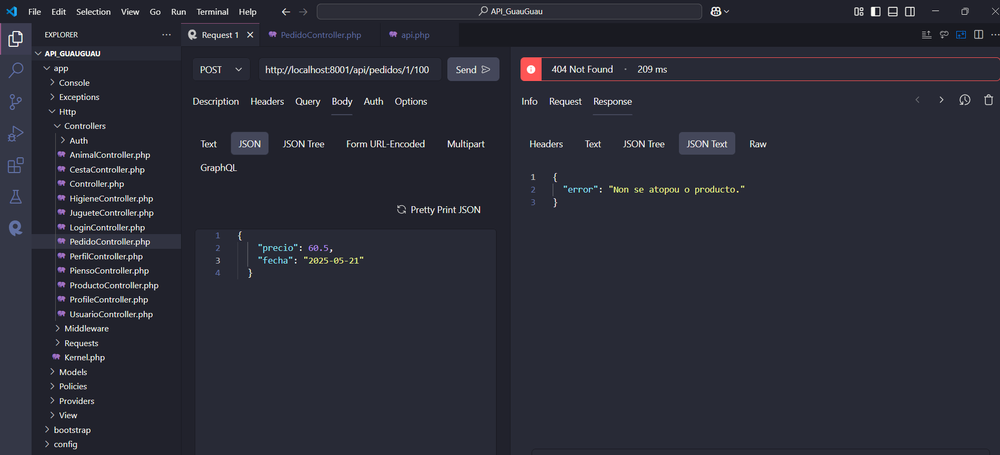 File Edit Selection View Go Run Terminal Help
API_GuauGuau
EXPLORER
API_GUAUGUAU
app
Console
Exceptions
Http
Controllers
Auth
AnimalController.php
CestaController.php
Controller.php
HigieneController.php
JugueteController.php
LoginController.php
PedidoController.php
PerfilController.php
PiensoController.php
ProductoController.php
ProfileController.php
UsuarioController.php
Middleware
Requests
Kernel.php
Models
Policies
Providers
View
bootstrap
config
Request 1 PedidoController.php api.php
POST http://localhost:8001/api/pedidos/1/100 Send
Description Headers Query Body Auth Options
Text JSON JSON Tree Form URL-Encoded Multipart
GraphQL
Pretty Print JSON
1 {
2 "precio": 60.5,
3 "fecha": "2025-05-21"
4 }
404 Not Found · 209 ms
Info Request Response
Headers Text JSON Tree JSON Text Raw
1 {
2 "error": "Non se atopou o producto."
3 }